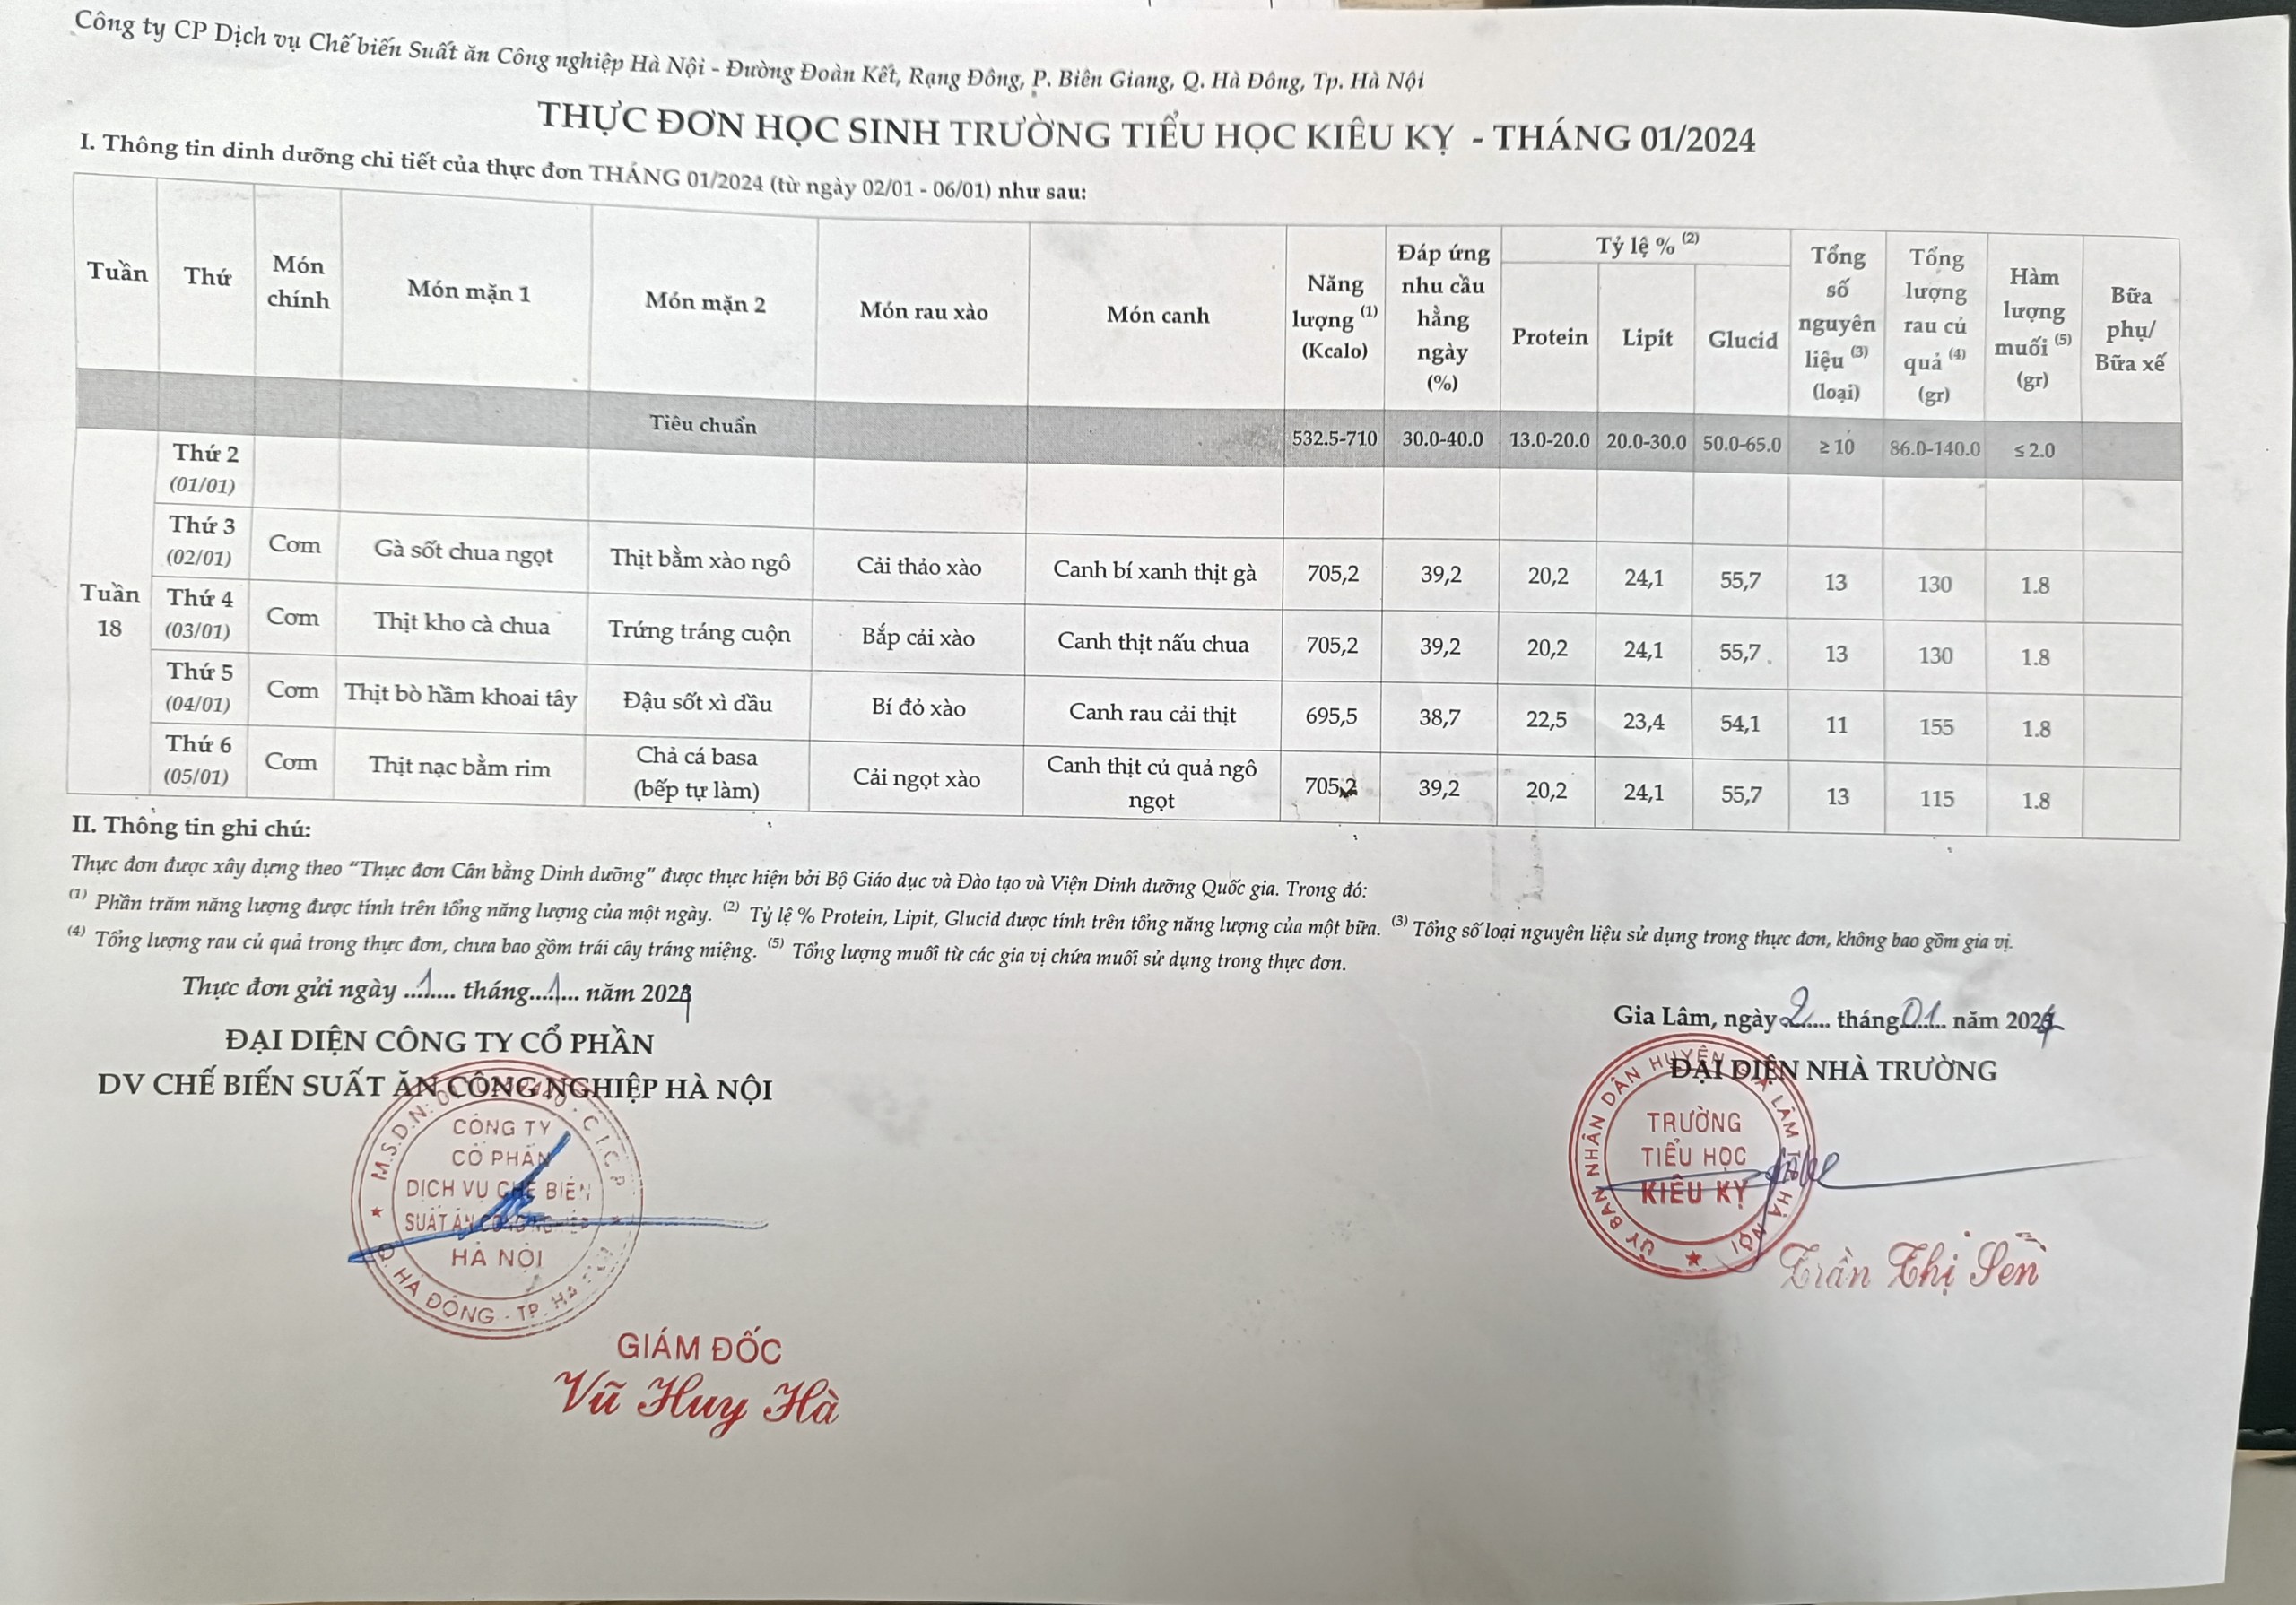 Công ty CP Dịch vụ Chế biến Suất ăn Công nghiệp Hà Nội - Đường Đoàn Kết, Rạng Đông, P. Biên Giang, Q. Hà Đông, Tp. Hà Nội
THỰC ĐƠN HỌC SINH TRƯỜNG TIỂU HỌC KIÊU KỴ - THÁNG 01/2024
I. Thông tin dinh dưỡng chi tiết của thực đơn THÁNG 01/2024 (từ ngày 02/01 - 06/01) như sau:
Tuần Thứ Món chính Món mặn 1 Món mặn 2 Món rau xào Món canh Năng lượng (1) (Kcalo) Đáp ứng nhu cầu hằng ngày (%) Tỷ lệ % (2) Protein Lipit Glucid Tổng số nguyên liệu (3) (loại) Tổng lượng rau củ quả (4) (gr) Hàm lượng muối (5) (gr) Bữa phụ/ Bữa xế
Tiêu chuẩn 532.5-710 30.0-40.0 13.0-20.0 20.0-30.0 50.0-65.0 ≥ 10 86.0-140.0 ≤ 2.0
Tuần 18
Thứ 2 (01/01)
Thứ 3 (02/01) Cơm Gà sốt chua ngọt Thịt bằm xào ngô Cải thảo xào Canh bí xanh thịt gà 705,2 39,2 20,2 24,1 55,7 13 130 1.8
Thứ 4 (03/01) Cơm Thịt kho cà chua Trứng tráng cuộn Bắp cải xào Canh thịt nấu chua 705,2 39,2 20,2 24,1 55,7 13 130 1.8
Thứ 5 (04/01) Cơm Thịt bò hầm khoai tây Đậu sốt xì dầu Bí đỏ xào Canh rau cải thịt 695,5 38,7 22,5 23,4 54,1 11 155 1.8
Thứ 6 (05/01) Cơm Thịt nạc bằm rim Chả cá basa (bếp tự làm) Cải ngọt xào Canh thịt củ quả ngô ngọt 705,2 39,2 20,2 24,1 55,7 13 115 1.8
II. Thông tin ghi chú:
Thực đơn được xây dựng theo “Thực đơn Cân bằng Dinh dưỡng” được thực hiện bởi Bộ Giáo dục và Đào tạo và Viện Dinh dưỡng Quốc gia. Trong đó:
(1) Phần trăm năng lượng được tính trên tổng năng lượng của một ngày. (2) Tỷ lệ % Protein, Lipit, Glucid được tính trên tổng năng lượng của một bữa. (3) Tổng số loại nguyên liệu sử dụng trong thực đơn, không bao gồm gia vị.
(4) Tổng lượng rau củ quả trong thực đơn, chưa bao gồm trái cây tráng miệng. (5) Tổng lượng muối từ các gia vị chứa muối sử dụng trong thực đơn.
Thực đơn gửi ngày ..1.. tháng..1.. năm 2024
ĐẠI DIỆN CÔNG TY CỔ PHẦN
DV CHẾ BIẾN SUẤT ĂN CÔNG NGHIỆP HÀ NỘI
M.S.D.N: C.I.C.P
CÔNG TY
CỔ PHẦN
DỊCH VỤ CHẾ BIẾN
SUẤT ĂN CÔNG NGHIỆP
HÀ NỘI
Q. HÀ ĐÔNG - TP. HÀ NỘI
GIÁM ĐỐC
Vũ Huy Hà
Gia Lâm, ngày 2 tháng 01 năm 2024
ĐẠI DIỆN NHÀ TRƯỜNG
ỦY BAN NHÂN DÂN HUYỆN GIA LÂM TP HÀ NỘI
TRƯỜNG
TIỂU HỌC
KIÊU KỴ
Trần Thị Sen